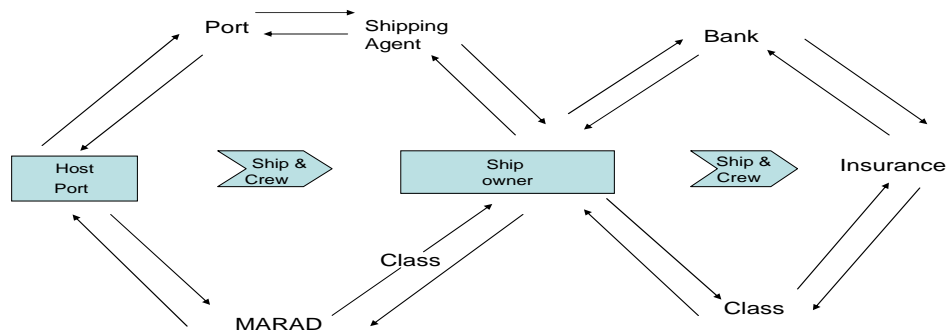 Port
Shipping
Agent
Bank
Host
Port
Ship &
Crew
Ship
owner
Ship &
Crew
Insurance
Class
Class
MARAD